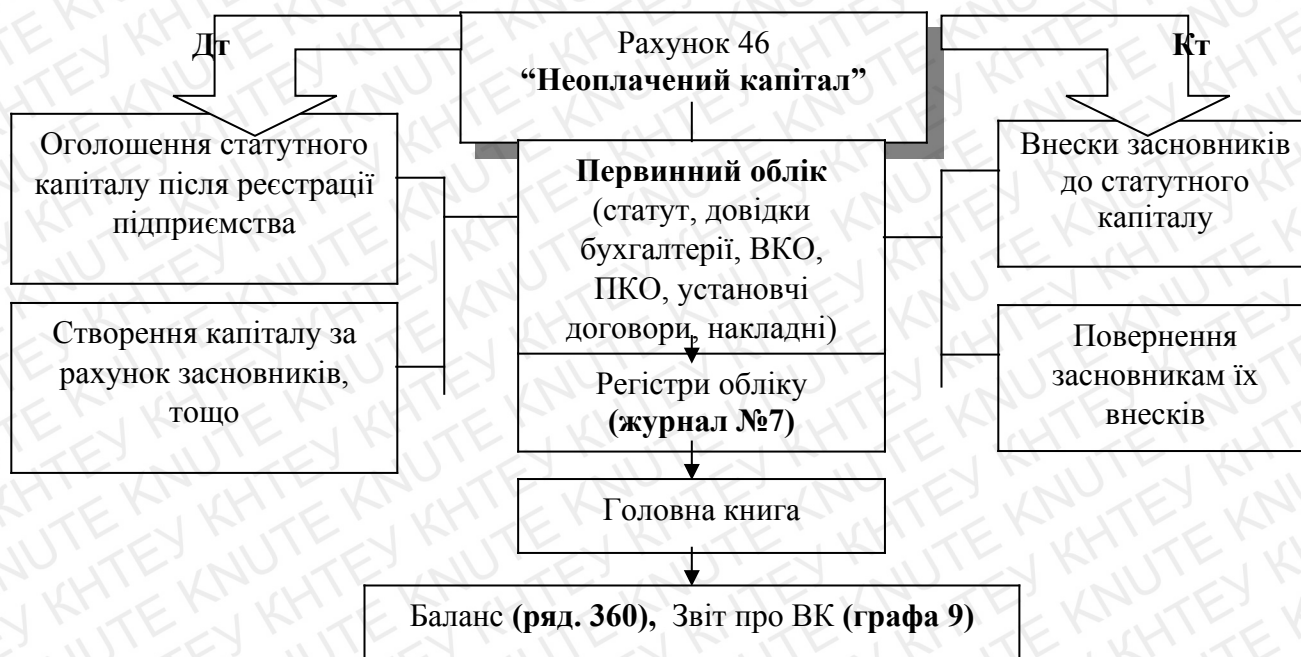 Дт
Рахунок 46
“Неоплачений капітал”
Кт
Оголошення статутного
капіталу після реєстрації
підприємства
Створення капіталу за
рахунок засновників,
тощо
Первинний облік
(статут, довідки
бухгалтерії, ВКО,
ПКО, установчі
договори, накладні)
Регістри обліку
(журнал №7)
Внески засновників
до статутного
капіталу
Повернення
засновникам їх
внесків
Головна книга
Баланс (ряд. 360), Звіт про ВК (графа 9)
КНТЕУ KNUTE